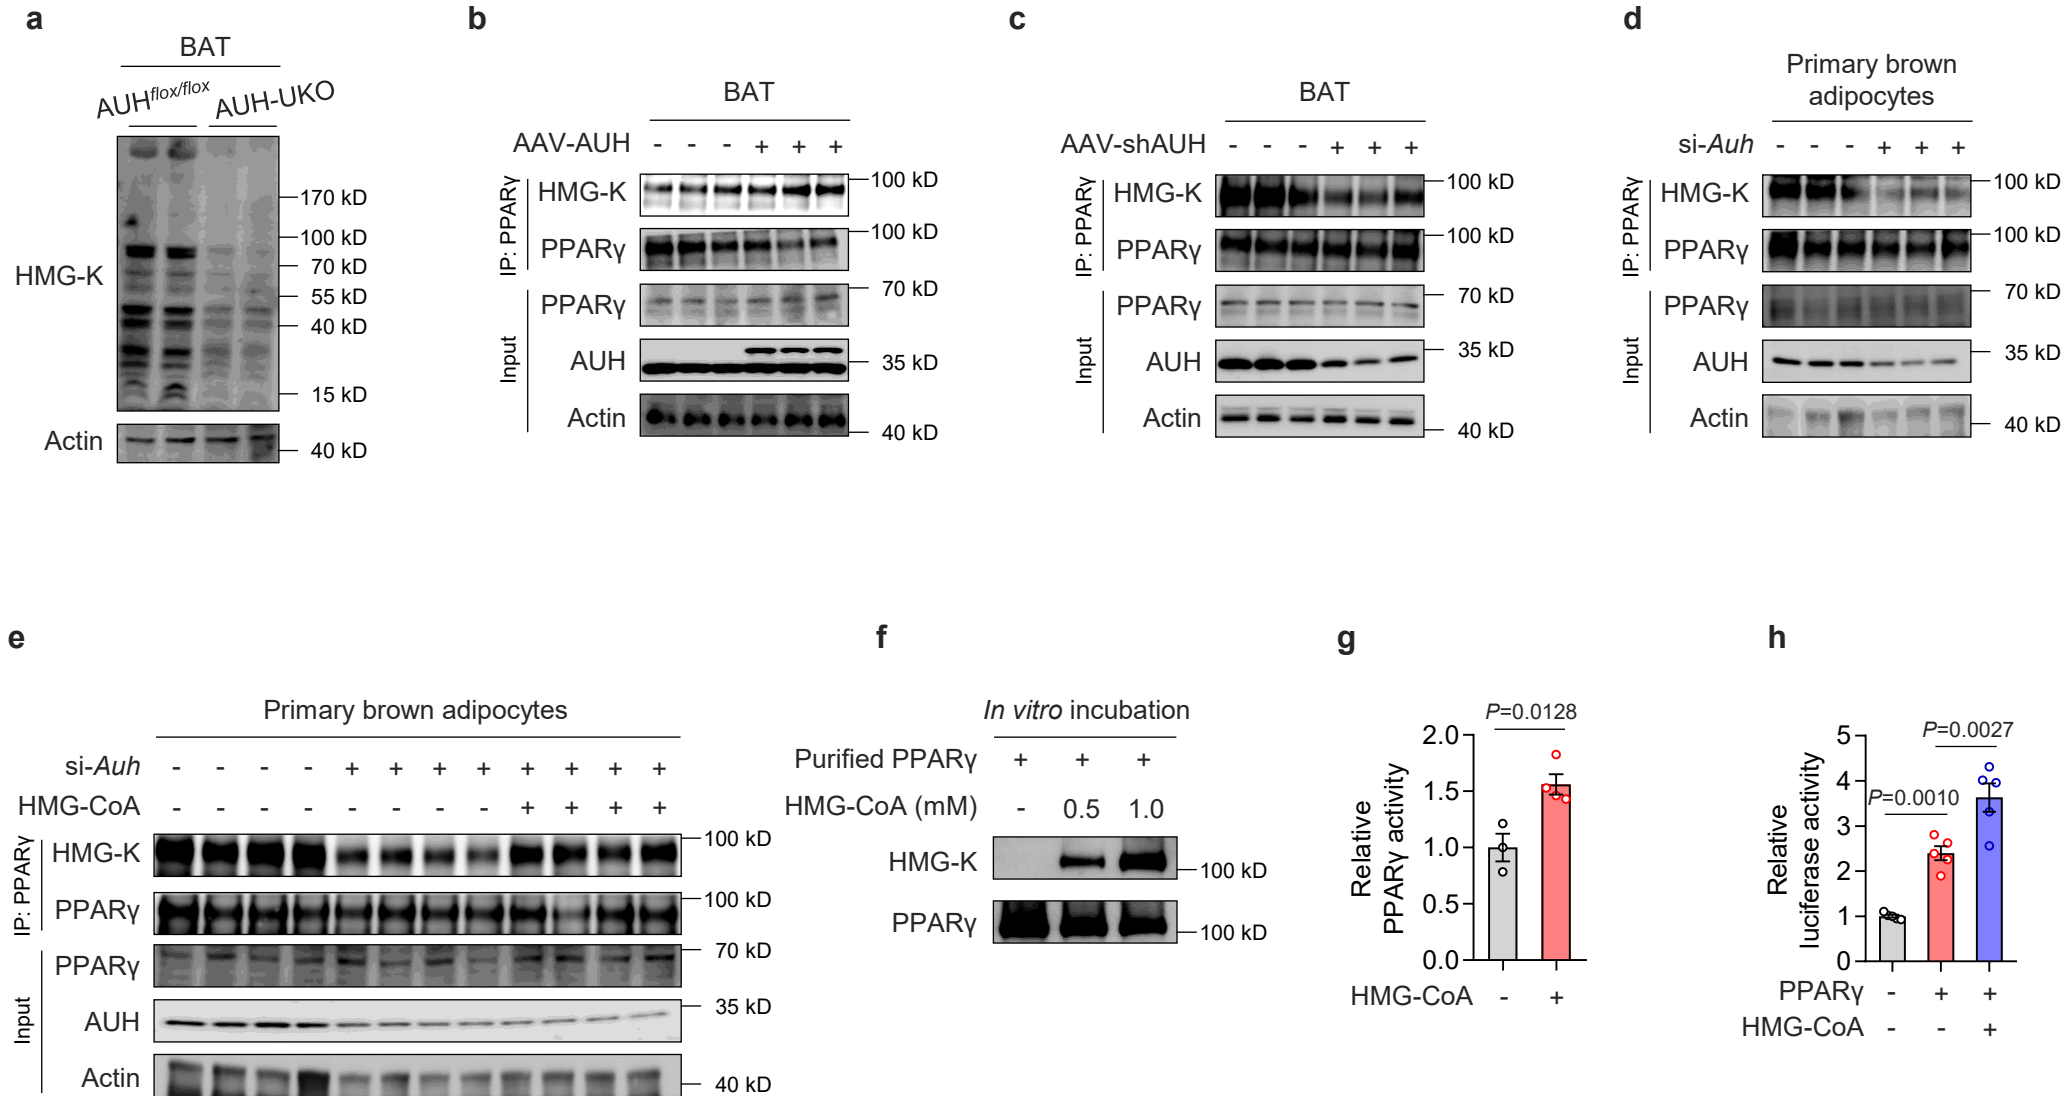 a
BAT
AUHflox/flox AUH-UKO
HMG-K
170 kD
100 kD
70 kD
55 kD
40 kD
15 kD
Actin
40 kD
b
BAT
AAV-AUH - - - + + +
IP: PPARγ
HMG-K 100 kD
PPARγ 100 kD
Input
PPARγ 70 kD
AUH 35 kD
Actin 40 kD
c
BAT
AAV-shAUH - - - + + +
IP: PPARγ
HMG-K 100 kD
PPARγ 100 kD
Input
PPARγ 70 kD
AUH 35 kD
Actin 40 kD
d
Primary brown
adipocytes
si-Auh - - - + + +
IP: PPARγ
HMG-K 100 kD
PPARγ 100 kD
Input
PPARγ 70 kD
AUH 35 kD
Actin 40 kD
e
Primary brown adipocytes
si-Auh - - - - + + + + + + + +
HMG-CoA - - - - - - - - + + + +
IP: PPARγ
HMG-K 100 kD
PPARγ 100 kD
Input
PPARγ 70 kD
AUH 35 kD
Actin 40 kD
f
In vitro incubation
Purified PPARγ + + +
HMG-CoA (mM) - 0.5 1.0
HMG-K 100 kD
PPARγ 100 kD
g
P=0.0128
Relative
PPARγ activity
2.0
1.5
1.0
0.5
0.0
HMG-CoA - +
h
P=0.0027
P=0.0010
Relative
luciferase activity
5
4
3
2
1
0
PPARγ - + +
HMG-CoA - - +